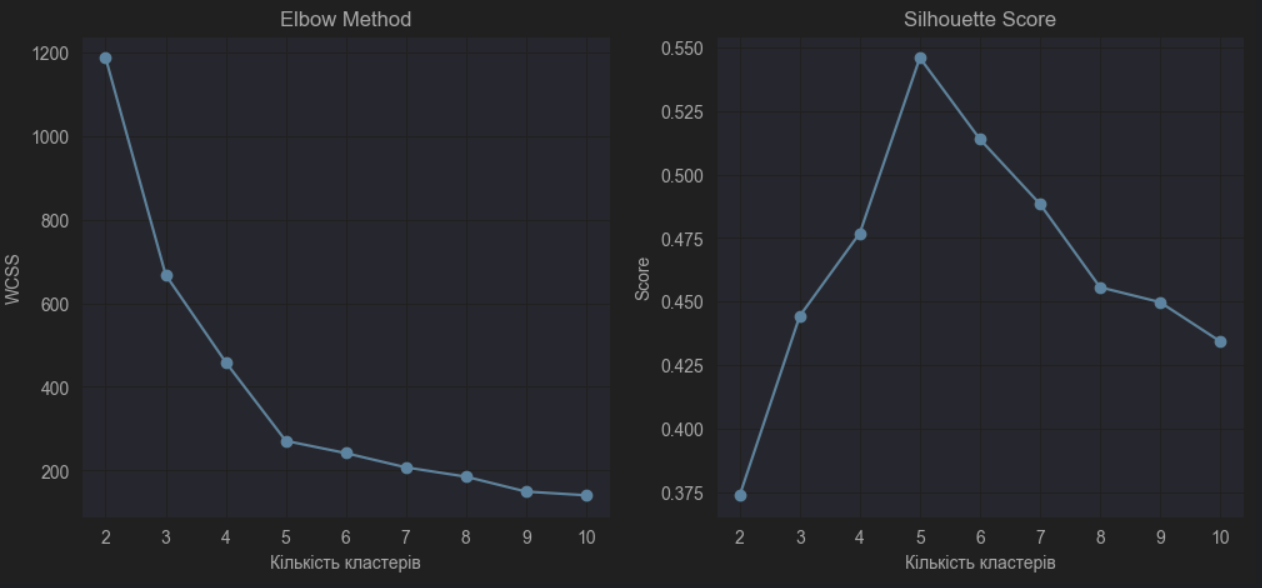 Elbow Method
1200
1000
800
600
400
200
WCSS
2 3 4 5 6 7 8 9 10
Кількість кластерів
Silhouette Score
0.550
0.525
0.500
0.475
0.450
0.425
0.400
0.375
Score
2 3 4 5 6 7 8 9 10
Кількість кластерів